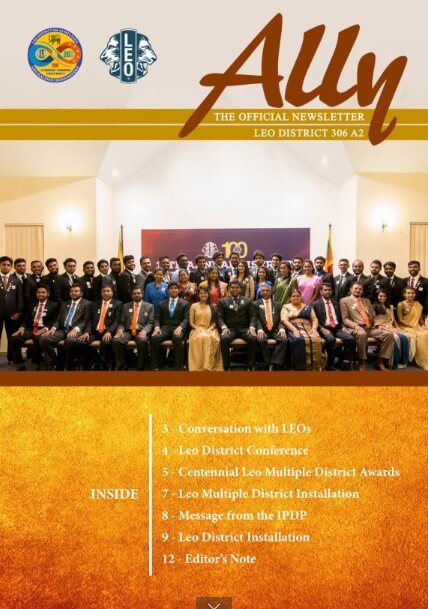 LEO
Ally
THE OFFICIAL NEWSLETTER
LEO DISTRICT 306 A2
100
INSIDE
3 - Conversation with LEOs
4 - Leo District Conference
5 - Centennial Leo Multiple District Awards
7 - Leo Multiple District Installation
8 - Message from the IPDP
9 - Leo District Installation
12 - Editor's Note